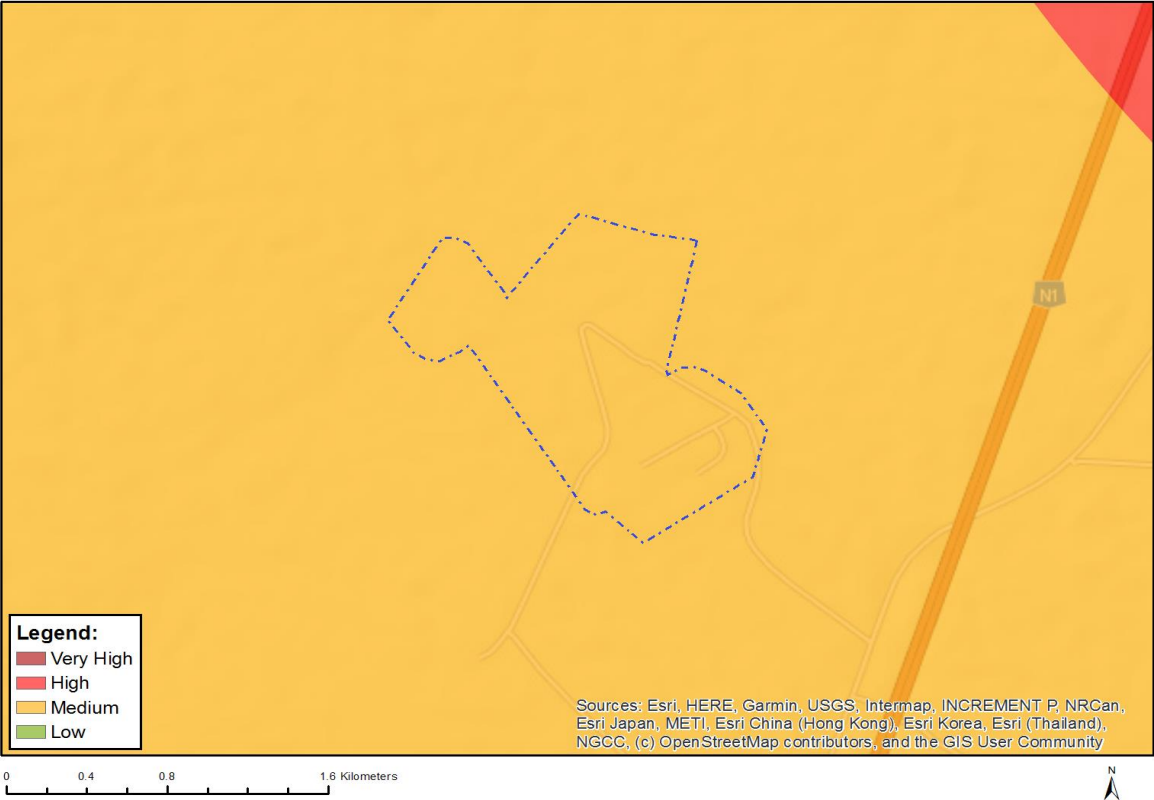 N1
Legend:
Very High
High
Medium
Low
Sources: Esri, HERE, Garmin, USGS, Intermap, INCREMENT P, NRCan,
Esri Japan, METI, Esri China (Hong Kong), Esri Korea, Esri (Thailand),
NGCC, (c) OpenStreetMap contributors, and the GIS User Community
0 0.4 0.8 1.6 Kilometers
N